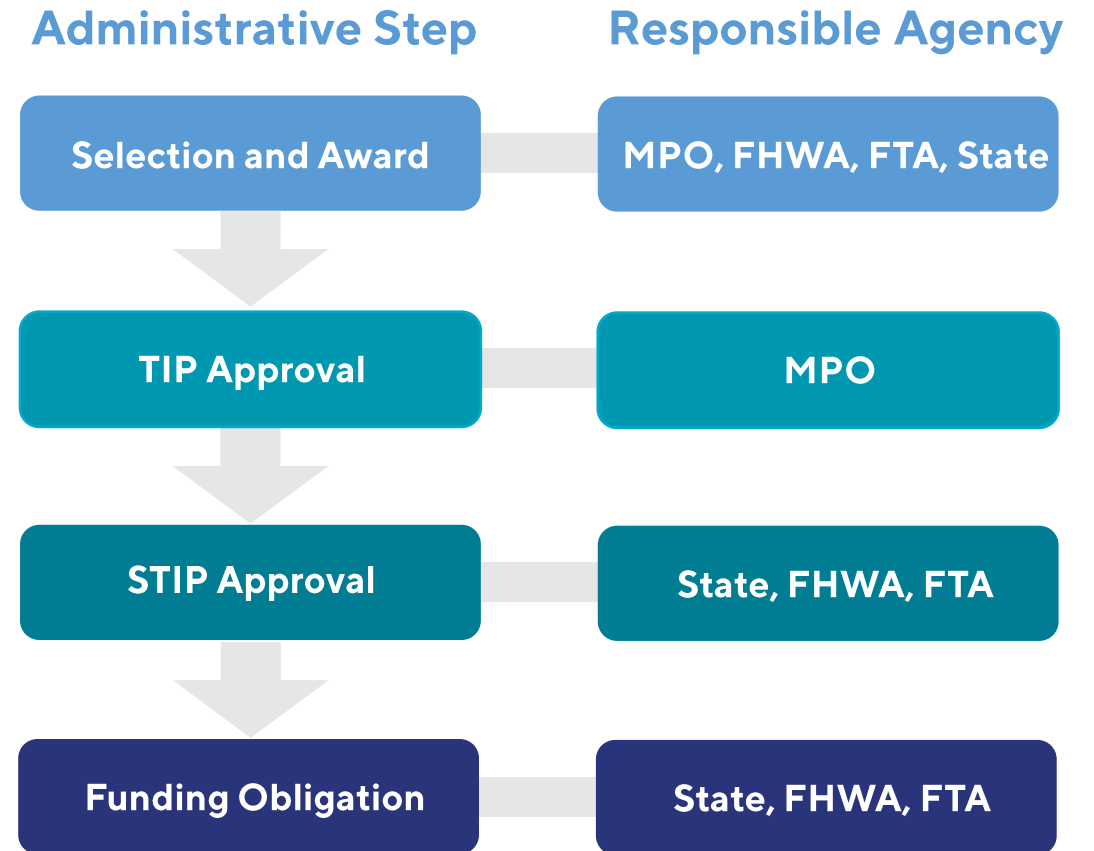 Administrative Step
Responsible Agency
Selection and Award
MPO, FHWA, FTA, State
TIP Approval
MPO
STIP Approval
State, FHWA, FTA
Funding Obligation
State, FHWA, FTA